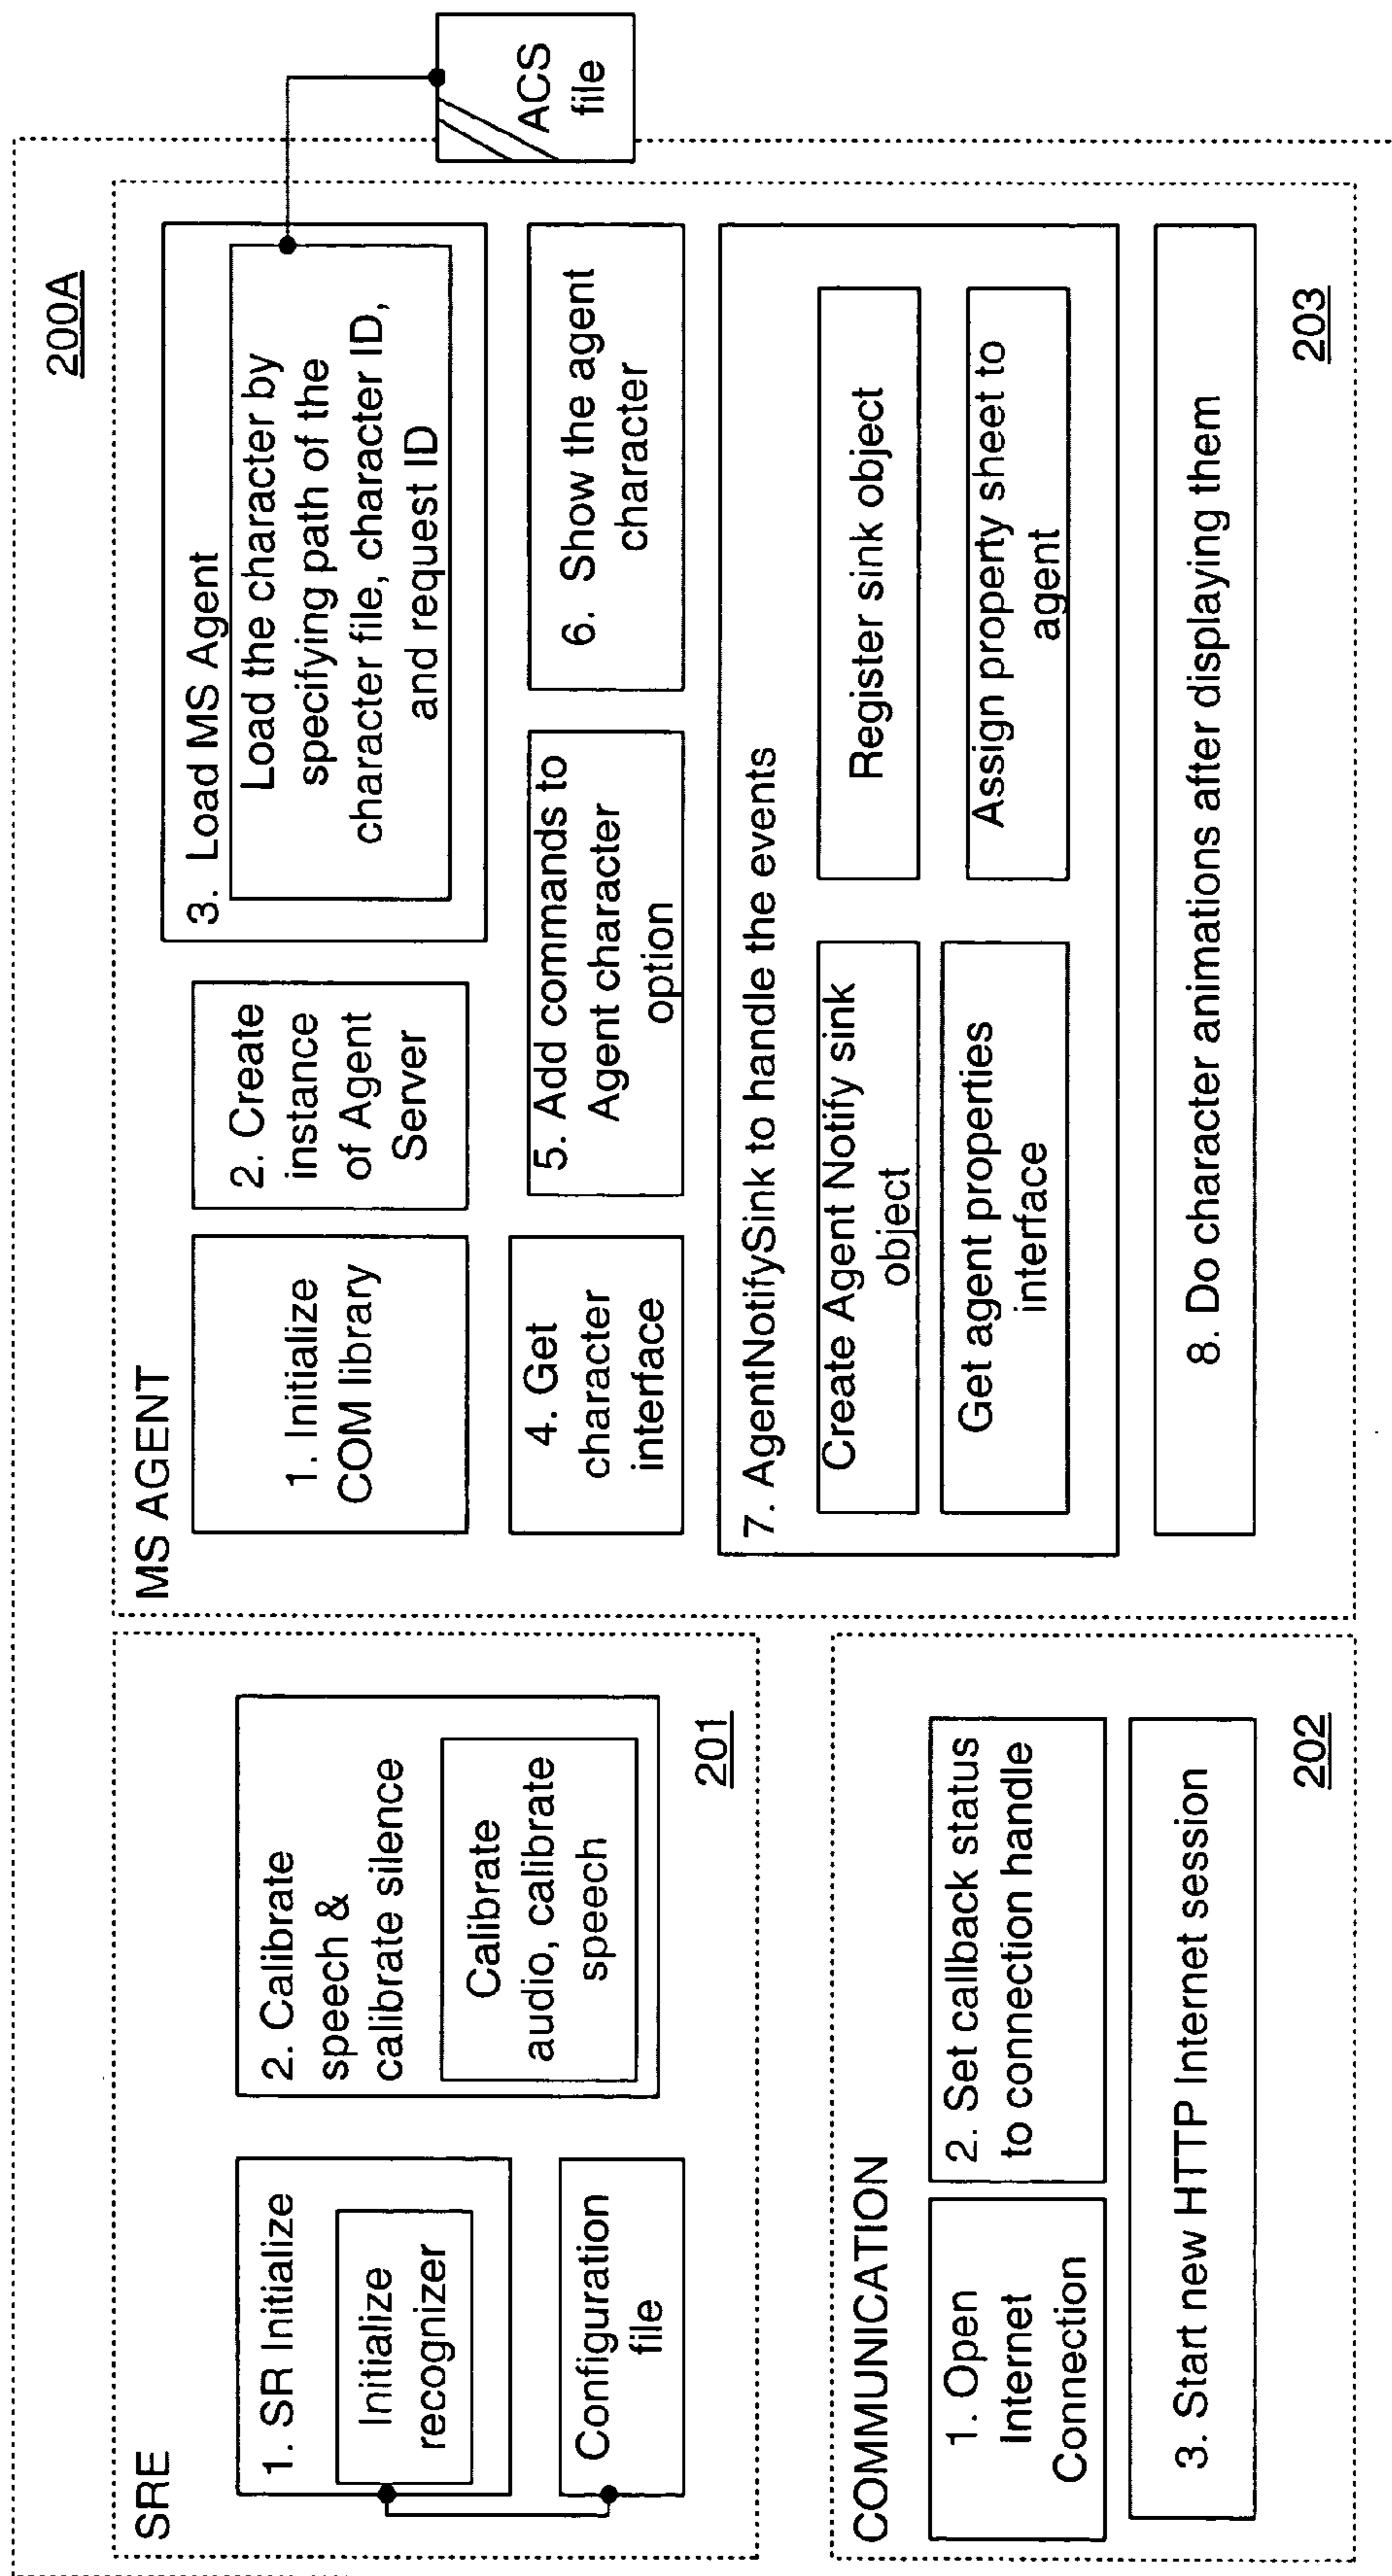 200A
SRE
1. SR Initialize
Initialize
recognizer
Configuration
file
2. Calibrate
speech &
calibrate silence
Calibrate
audio, calibrate
speech
201
COMMUNICATION
1. Open
Internet
Connection
2. Set callback status
to connection handle
3. Start new HTTP Internet session
202
MS AGENT
1. Initialize
COM library
2. Create
instance
of Agent
Server
3. Load MS Agent
Load the character by
specifying path of the
character file, character ID,
and request ID
ACS
file
4. Get
character
interface
5. Add commands to
Agent character
option
6. Show the agent
character
7. AgentNotifySink to handle the events
Create Agent Notify sink
object
Register sink object
Get agent properties
interface
Assign property sheet to
agent
8. Do character animations after displaying them
203